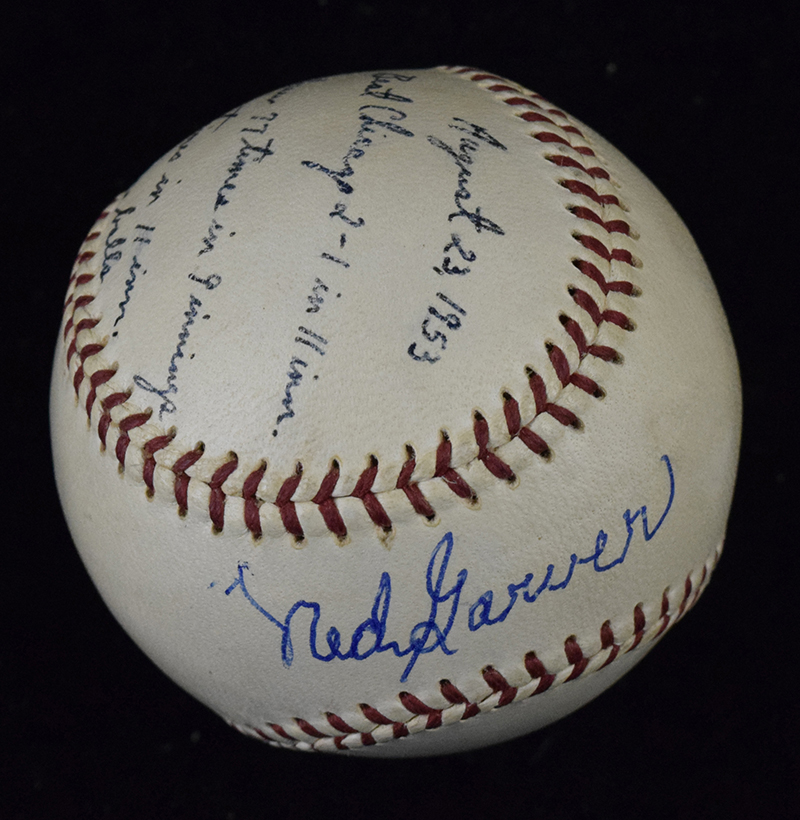 August 23, 1953
Beat Chicago 2-1 in 11 inn.
77 times in 9 innings
in 11 inn.
balls
Ned Garver